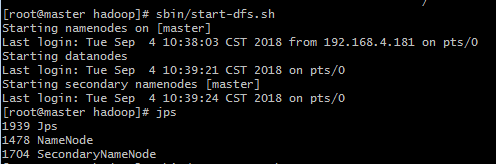 [root@master hadoop]# sbin/start-dfs.sh
Starting namenodes on [master]
Last login: Tue Sep  4 10:38:03 CST 2018 from 192.168.4.181 on pts/0
Starting datanodes
Last login: Tue Sep  4 10:39:21 CST 2018 on pts/0
Starting secondary namenodes [master]
Last login: Tue Sep  4 10:39:24 CST 2018 on pts/0
[root@master hadoop]# jps
1939 Jps
1478 NameNode
1704 SecondaryNameNode